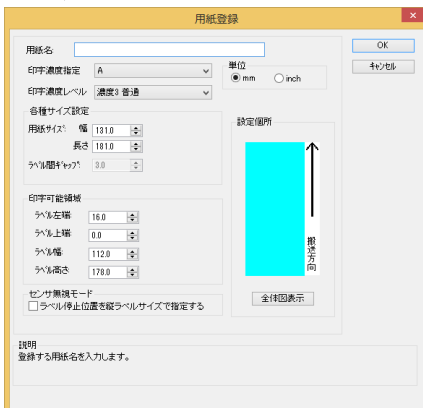 用紙登録
用紙名:
OK
キャンセル
印字濃度指定 A
単位
mm inch
印字濃度レベル 濃度3 普通
各種サイズ設定
用紙サイズ: 幅 131.0
長さ 181.0
ラベル間ギャップ: 3.0
設定個所
搬送方向
印字可能領域
ラベル左端: 16.0
ラベル上端: 0.0
ラベル幅: 112.0
ラベル高さ: 178.0
全体図表示
センサ無視モード
ラベル停止位置を縦ラベルサイズで指定する
説明
登録する用紙名を入力します。